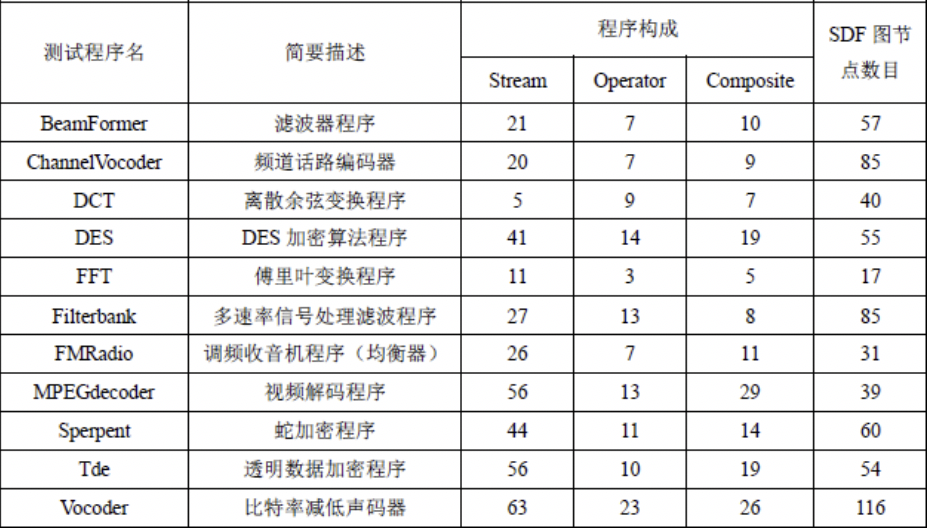 测试程序名 简要描述 程序构成 SDF 图节
点数目
Stream Operator Composite
BeamFormer 滤波器程序 21 7 10 57
ChannelVocoder 频道话路编码器 20 7 9 85
DCT 离散余弦变换程序 5 9 7 40
DES DES 加密算法程序 41 14 19 55
FFT 傅里叶变换程序 11 3 5 17
Filterbank 多速率信号处理滤波程序 27 13 8 85
FMRadio 调频收音机程序（均衡器） 26 7 11 31
MPEGdecoder 视频解码程序 56 13 29 39
Sperpent 蛇加密程序 44 11 14 60
Tde 透明数据加密程序 56 10 19 54
Vocoder 比特率减低声码器 63 23 26 116